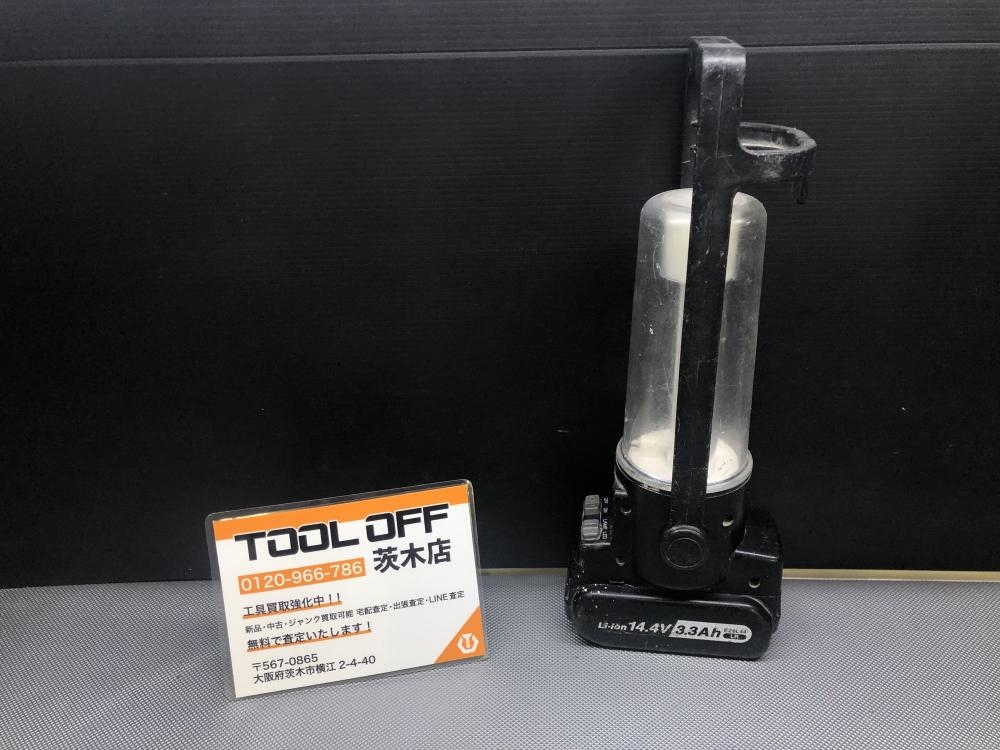 TOOL OFF
茨木店
0120-966-786
工具買取強化中！！
新品・中古・ジャンク買取可能 宅配査定・出張査定・LINE査定
無料で査定いたします！
〒567-0865
大阪府茨木市横江 2-4-40
Li-ion 14.4V 3.3Ah EZ9L44
LR